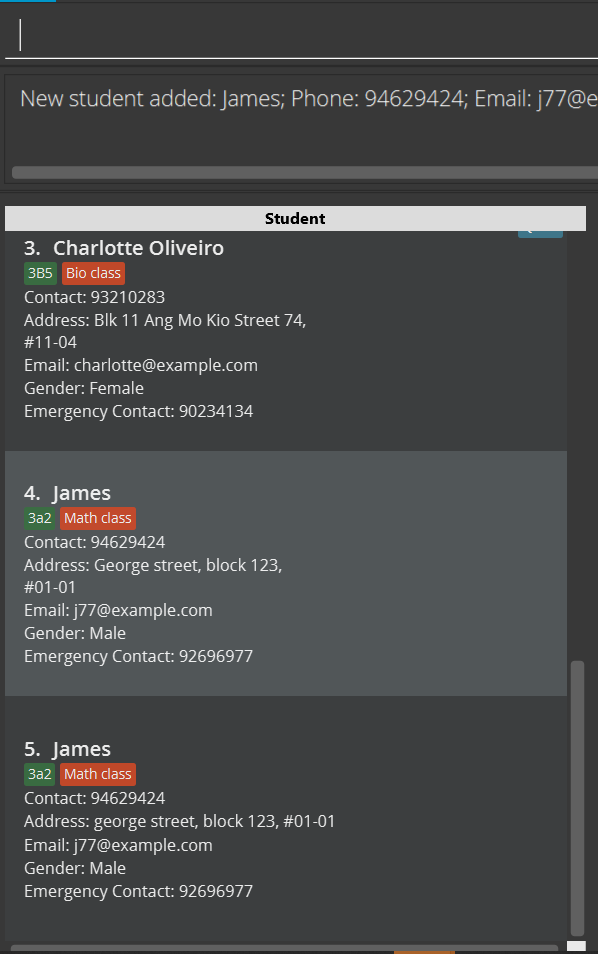 New student added: James; Phone: 94629424; Email: j77@e
Student
3. Charlotte Oliveiro
3B5 Bio class
Contact: 93210283
Address: Blk 11 Ang Mo Kio Street 74,
#11-04
Email: charlotte@example.com
Gender: Female
Emergency Contact: 90234134
4. James
3a2 Math class
Contact: 94629424
Address: George street, block 123,
#01-01
Email: j77@example.com
Gender: Male
Emergency Contact: 92696977
5. James
3a2 Math class
Contact: 94629424
Address: george street, block 123, #01-01
Email: j77@example.com
Gender: Male
Emergency Contact: 92696977